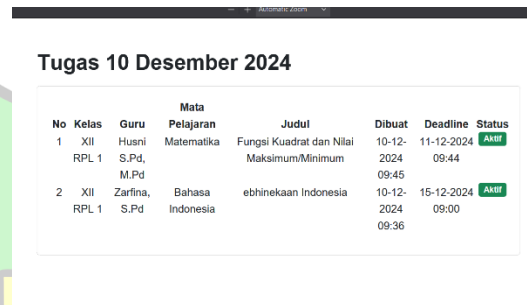 Automatic Zoom
Tugas 10 Desember 2024
Mata
No Kelas Guru Pelajaran Judul Dibuat Deadline Status
1 XII Husni Matematika Fungsi Kuadrat dan Nilai 10-12- 11-12-2024 Aktif
RPL 1 S.Pd, Maksimum/Minimum 2024 09:44
M.Pd 09:45
2 XII Zarfina, Bahasa ebhinekaan Indonesia 10-12- 15-12-2024 Aktif
RPL 1 S.Pd Indonesia 2024 09:00
09:36